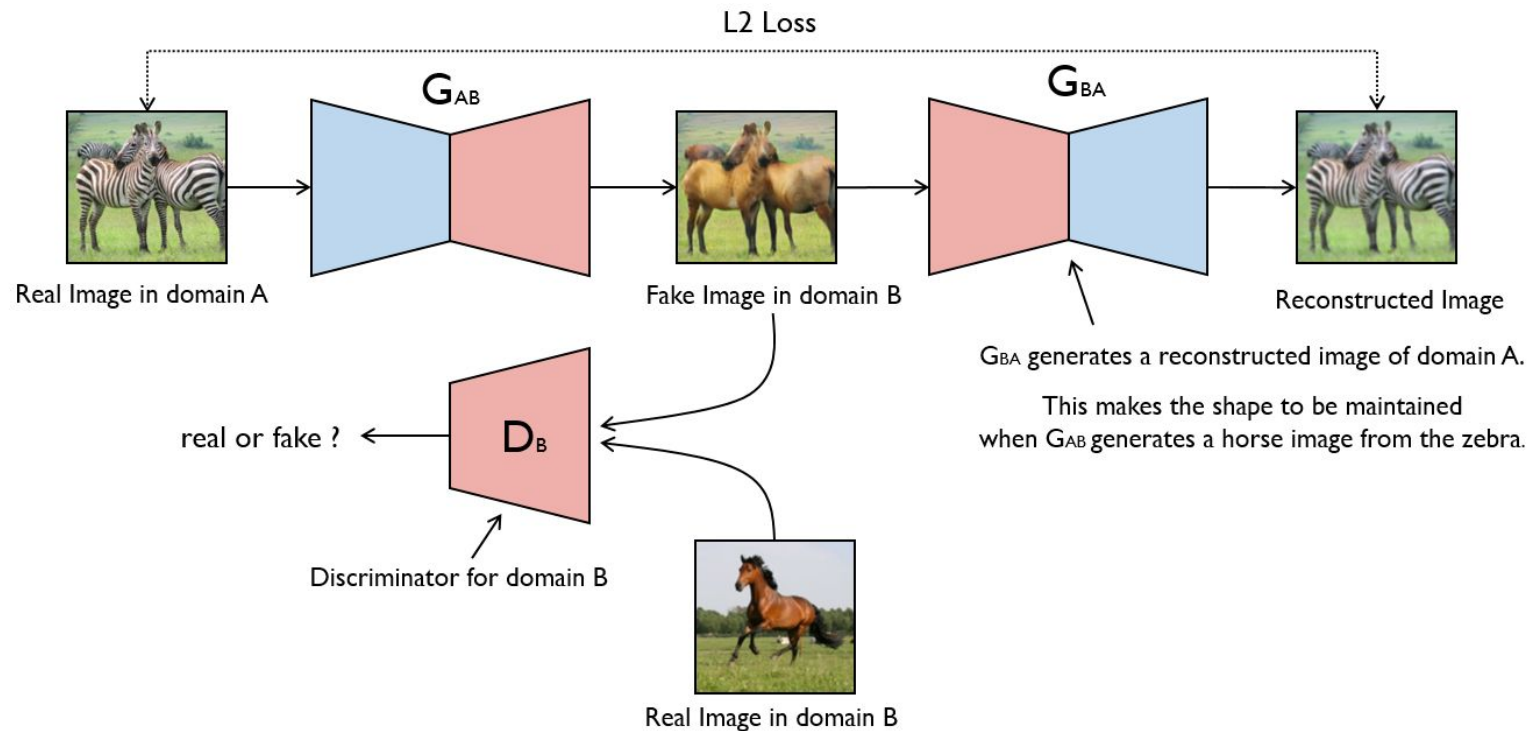 L2 Loss
GAB
GBA
Real Image in domain A
Fake Image in domain B
Reconstructed Image
GBA generates a reconstructed image of domain A.
This makes the shape to be maintained
when GAB generates a horse image from the zebra.
real or fake ?
DB
Discriminator for domain B
Real Image in domain B